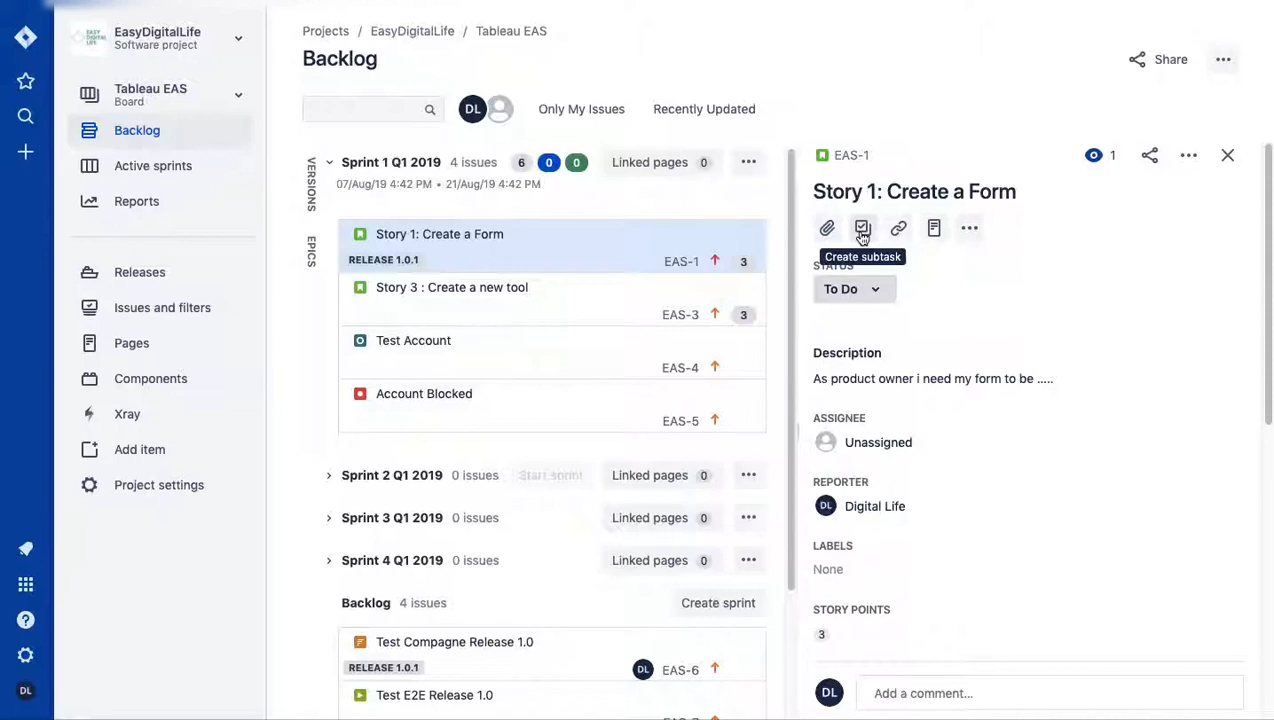 EASY
DIGITAL
LIFE
EasyDigitalLife
Software project
Tableau EAS
Board
Backlog
Active sprints
Reports
Releases
Issues and filters
Pages
Components
Xray
Add item
Project settings
DL
Projects / EasyDigitalLife / Tableau EAS
Backlog
Share
DL Only My Issues Recently Updated
VERSIONS
EPICS
Sprint 1 Q1 2019 4 issues 6 0 0 Linked pages 0
07/Aug/19 4:42 PM • 21/Aug/19 4:42 PM
Story 1: Create a Form
RELEASE 1.0.1 EAS-1 3
Story 3 : Create a new tool
EAS-3 3
Test Account
EAS-4
Account Blocked
EAS-5
Sprint 2 Q1 2019 0 issues Start sprint Linked pages 0
Sprint 3 Q1 2019 0 issues Linked pages 0
Sprint 4 Q1 2019 0 issues Linked pages 0
Backlog 4 issues Create sprint
Test Compagne Release 1.0
RELEASE 1.0.1 DL EAS-6
Test E2E Release 1.0
EAS-1 1
Story 1: Create a Form
Create subtask
STATUS
To Do
Description
As product owner i need my form to be .....
ASSIGNEE
Unassigned
REPORTER
DL Digital Life
LABELS
None
STORY POINTS
3
DL Add a comment…